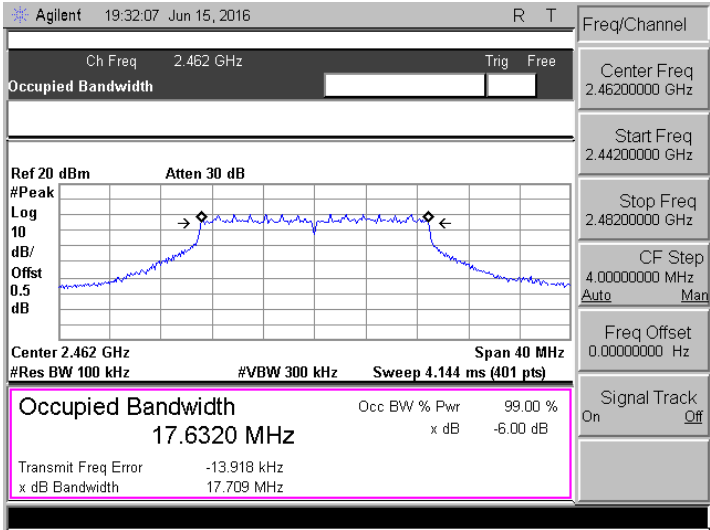 Agilent 19:32:07 Jun 15, 2016 R T
Ch Freq 2.462 GHz Trig Free
Occupied Bandwidth
Ref 20 dBm Atten 30 dB
#Peak
Log
10
dB/
Offst
0.5
dB
Center 2.462 GHz Span 40 MHz
#Res BW 100 kHz #VBW 300 kHz Sweep 4.144 ms (401 pts)
Occupied Bandwidth Occ BW % Pwr 99.00 %
17.6320 MHz x dB -6.00 dB
Transmit Freq Error -13.918 kHz
x dB Bandwidth 17.709 MHz
Freq/Channel
Center Freq
2.46200000 GHz
Start Freq
2.44200000 GHz
Stop Freq
2.48200000 GHz
CF Step
4.00000000 MHz
Auto Man
Freq Offset
0.00000000 Hz
Signal Track
On Off